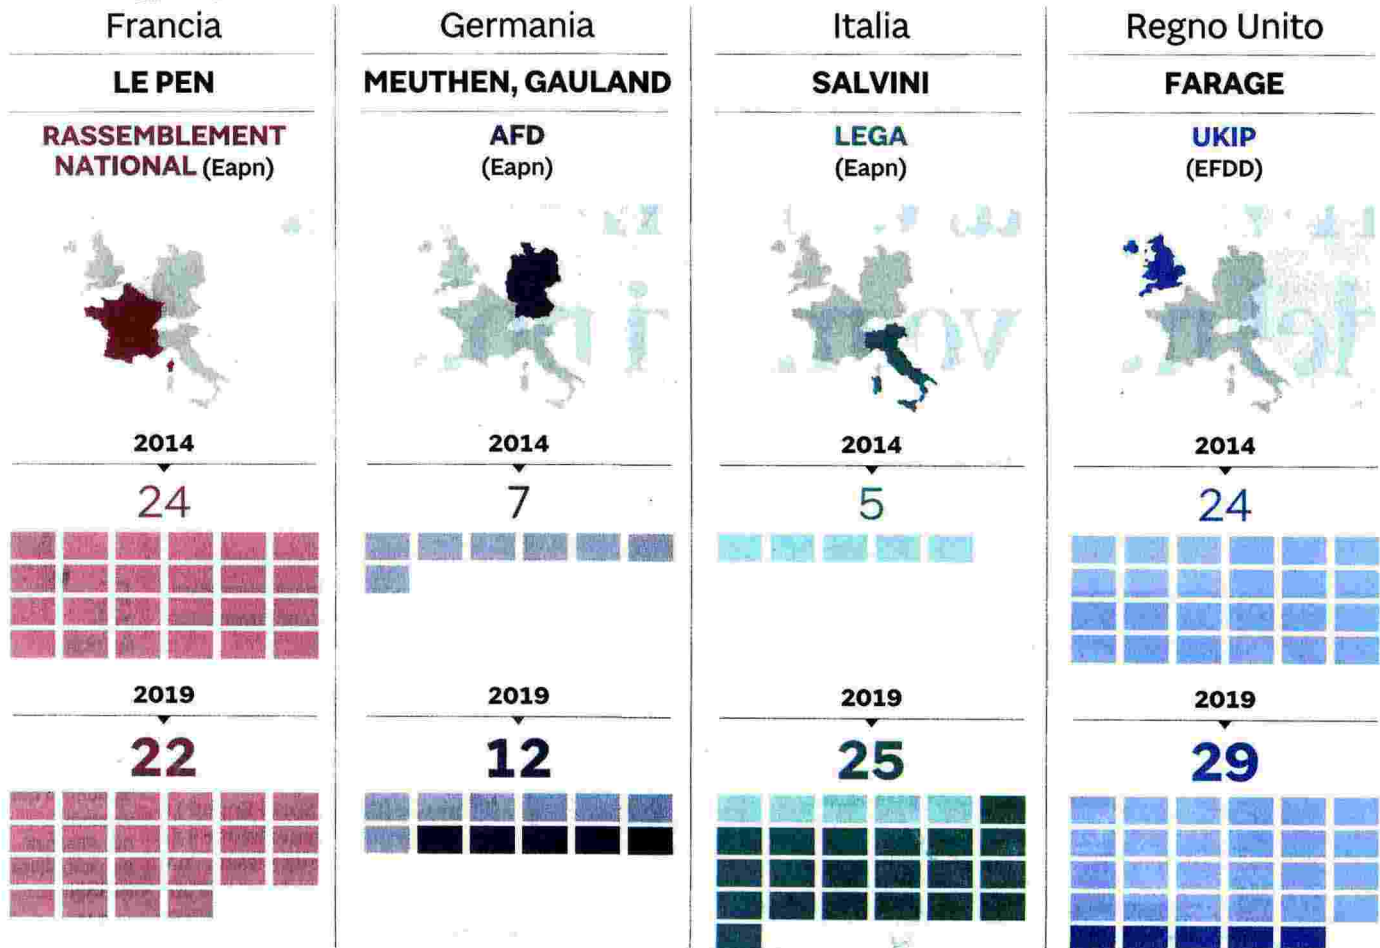 Francia
LE PEN
RASSEMBLEMENT
NATIONAL (Eapn)
2014
24
2019
22
Germania
MEUTHEN, GAULAND
AFD
(Eapn)
2014
7
2019
12
Italia
SALVINI
LEGA
(Eapn)
2014
5
2019
25
Regno Unito
FARAGE
UKIP
(EFDD)
2014
24
2019
29